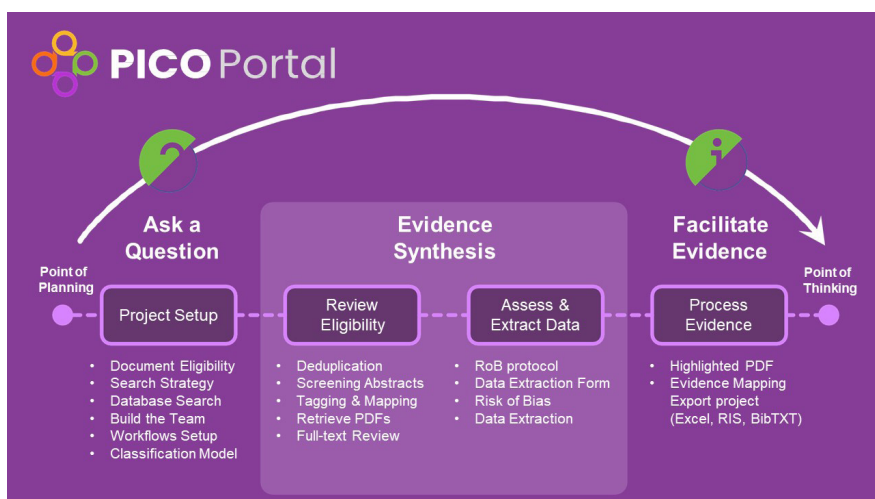 PICO Portal
Ask a
Question
Evidence
Synthesis
Facilitate
Evidence
Point of
Planning
Point of
Thinking
Project Setup
Review
Eligibility
Assess &
Extract Data
Process
Evidence
• Document Eligibility
• Search Strategy
• Database Search
• Build the Team
• Workflows Setup
• Classification Model
• Deduplication
• Screening Abstracts
• Tagging & Mapping
• Retrieve PDFs
• Full-text Review
• RoB protocol
• Data Extraction Form
• Risk of Bias
• Data Extraction
• Highlighted PDF
• Evidence Mapping
Export project
(Excel, RIS, BibTXT)